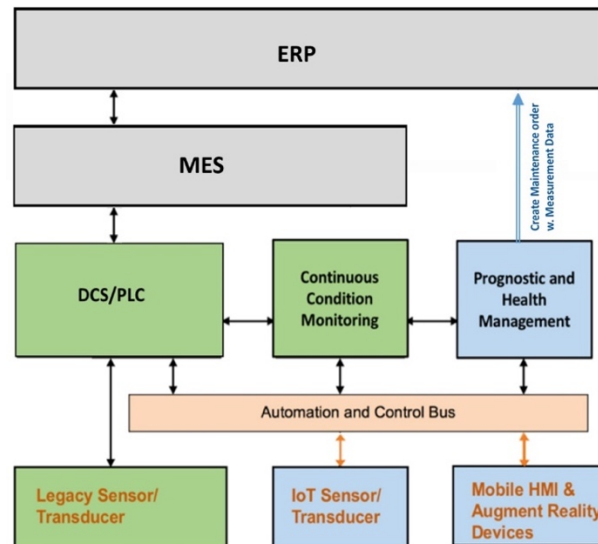 ERP
Create Maintenance order
w. Measurement Data
MES
DCS/PLC
Continuous
Condition
Monitoring
Prognostic and
Health
Management
Automation and Control Bus
Legacy Sensor/
Transducer
IoT Sensor/
Transducer
Mobile HMI &
Augment Reality
Devices